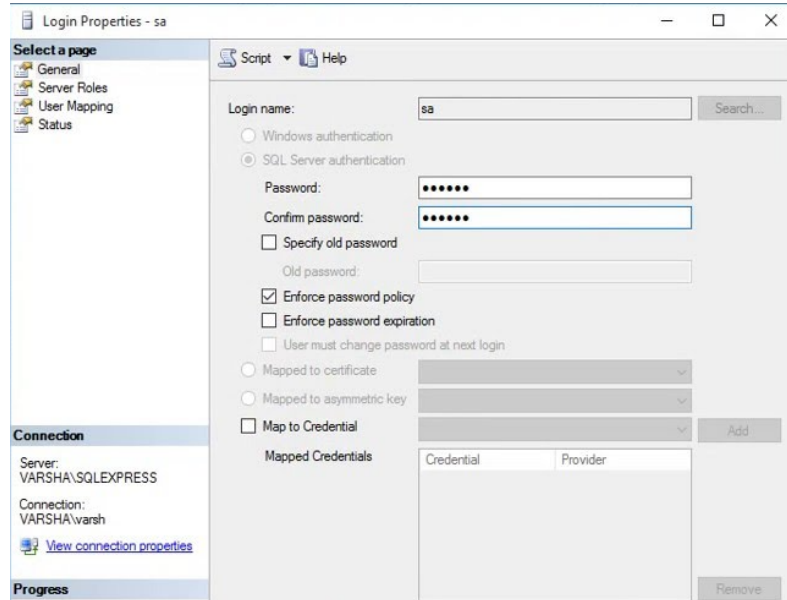 Login Properties - sa
Select a page
General
Server Roles
User Mapping
Status
Script Help
Login name: sa Search...
Windows authentication
SQL Server authentication
Password: ••••••
Confirm password: ••••••
Specify old password
Old password:
Enforce password policy
Enforce password expiration
User must change password at next login
Mapped to certificate
Mapped to asymmetric key
Map to Credential Add
Mapped Credentials Credential Provider
Remove
Connection
Server:
VARSHA\SQLEXPRESS
Connection:
VARSHA\varsh
View connection properties
Progress